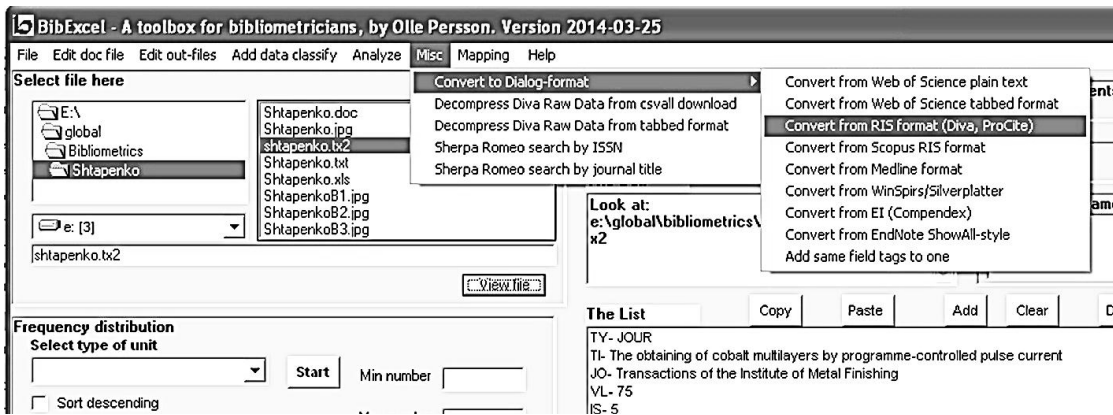 BibExcel - A toolbox for bibliometricians, by Olle Persson. Version 2014-03-25
File Edit doc file Edit out-files Add data classify Analyze Misc Mapping Help
Select file here
E:\
global
Bibliometrics
Shtapenko
e: [3]
Shtapenko.doc
Shtapenko.jpg
shtapenko.tx2
Shtapenko.txt
Shtapenko.xls
ShtapenkoB1.jpg
ShtapenkoB2.jpg
ShtapenkoB3.jpg
shtapenko.tx2
View file
Convert to Dialog-format
Decompress Diva Raw Data from csvall download
Decompress Diva Raw Data from tabbed format
Sherpa Romeo search by ISSN
Sherpa Romeo search by journal title
Convert from Web of Science plain text
Convert from Web of Science tabbed format
Convert from RIS format (Diva, ProCite)
Convert from Scopus RIS format
Convert from Medline format
Convert from WinSpirs/Silverplatter
Convert from EI (Compendex)
Convert from EndNote ShowAll-style
Add same field tags to one
Look at:
e:\global\bibliometrics\
x2
Frequency distribution
Select type of unit
Start
Min number
Sort descending
The List
Copy Paste Add Clear
TY- JOUR
TI- The obtaining of cobalt multilayers by programme-controlled pulse current
JO- Transactions of the Institute of Metal Finishing
VL- 75
IS- 5